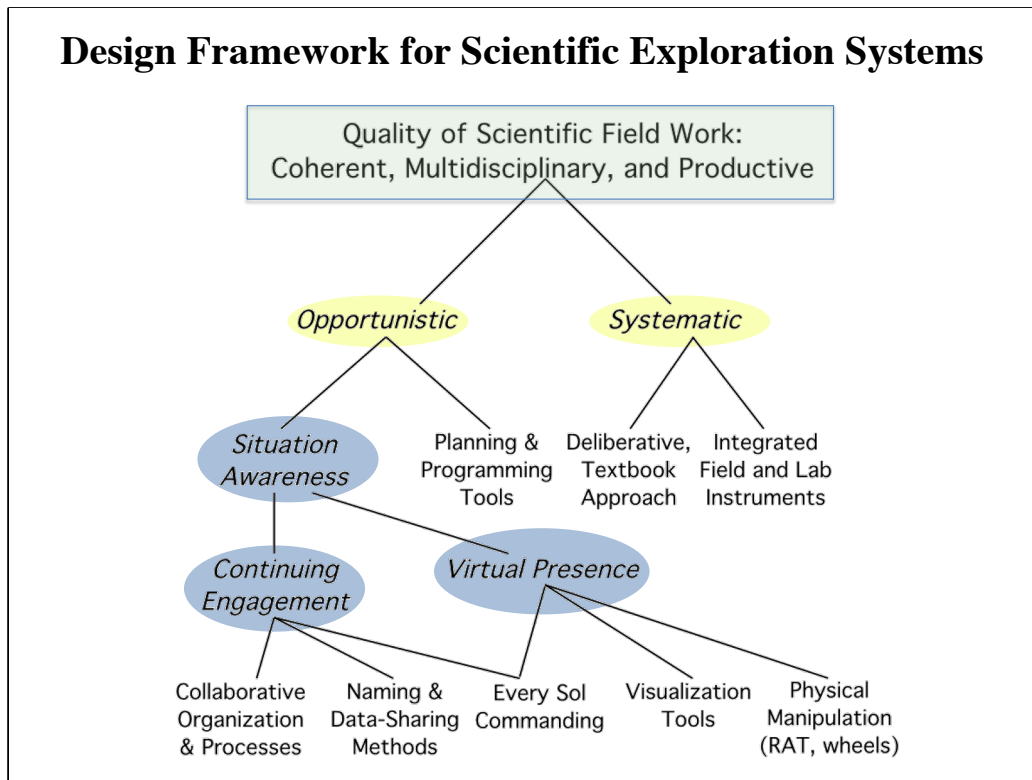 Design Framework for Scientific Exploration Systems
Quality of Scientific Field Work:
Coherent, Multidisciplinary, and Productive
Opportunistic
Systematic
Situation
Awareness
Planning &
Programming
Tools
Deliberative,
Textbook
Approach
Integrated
Field and Lab
Instruments
Continuing
Engagement
Virtual Presence
Collaborative
Organization
& Processes
Naming &
Data-Sharing
Methods
Every Sol
Commanding
Visualization
Tools
Physical
Manipulation
(RAT, wheels)